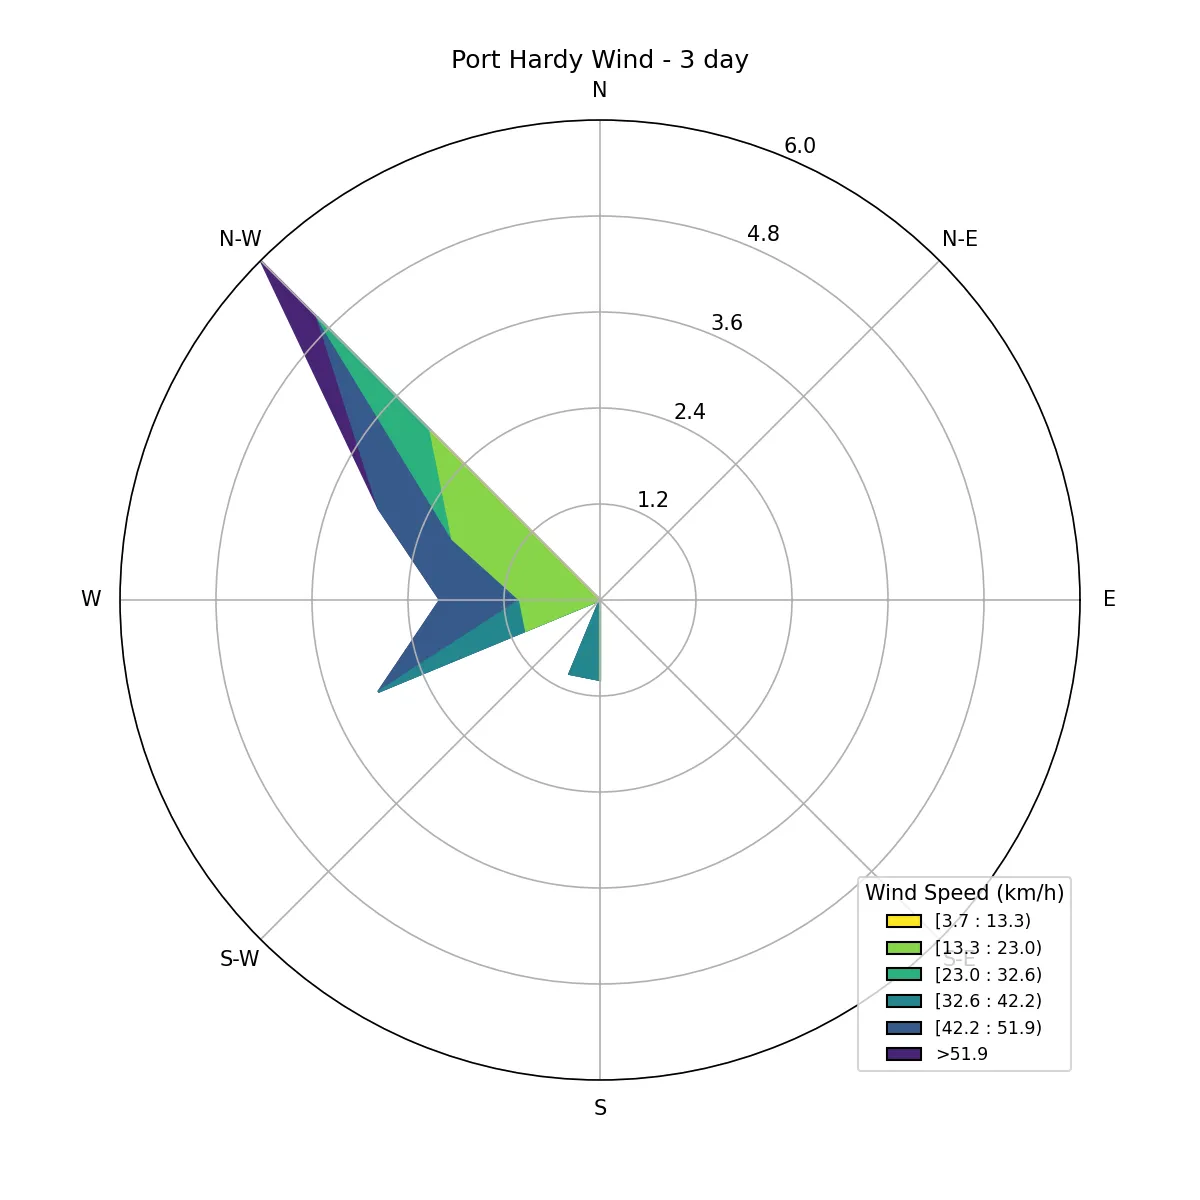 Port Hardy Wind - 3 day
N
6.0
N-W
N-E
4.8
3.6
2.4
1.2
W
E
S-W
S-E
S
Wind Speed (km/h)
[3.7 : 13.3)
[13.3 : 23.0)
[23.0 : 32.6)
[32.6 : 42.2)
[42.2 : 51.9)
>51.9